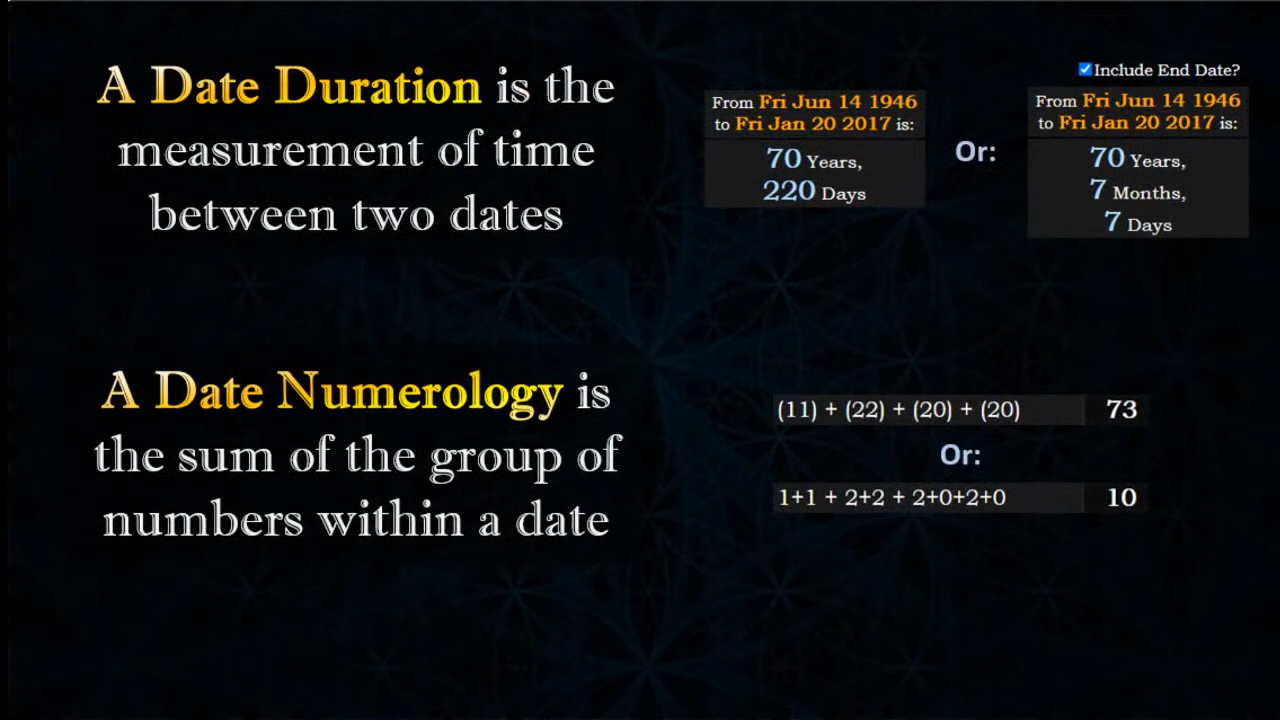 A Date Duration is the
measurement of time
between two dates
From Fri Jun 14 1946
to Fri Jan 20 2017 is:
70 Years,
220 Days
Or:
Include End Date?
From Fri Jun 14 1946
to Fri Jan 20 2017 is:
70 Years,
7 Months,
7 Days
A Date Numerology is
the sum of the group of
numbers within a date
(11) + (22) + (20) + (20) 73
Or:
1+1 + 2+2 + 2+0+2+0 10